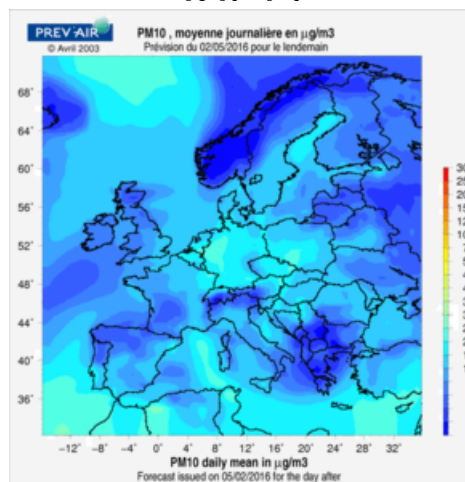 PREV'AIR
© Avril 2003
PM10 , moyenne journalière en µg/m3
Prévision du 02/05/2016 pour le lendemain
68°
64°
60°
56°
52°
48°
44°
40°
36°
−12° −8° −4° 0° 4° 8° 12° 16° 20° 24° 28° 32°
PM10 daily mean in µg/m3
Forecast issued on 05/02/2016 for the day after